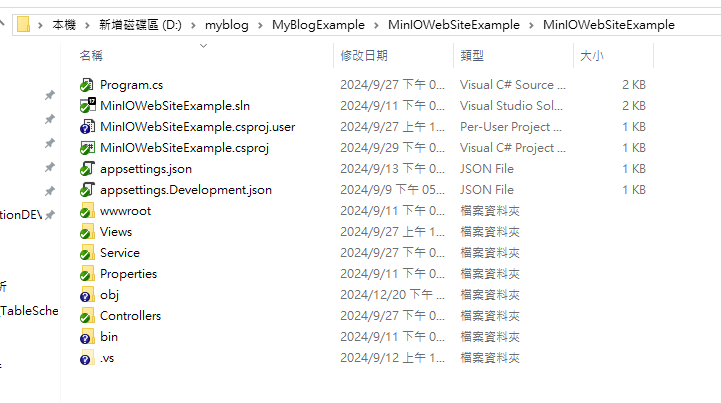 本機 › 新增磁碟區 (D:) › myblog › MyBlogExample › MinIOWebSiteExample › MinIOWebSiteExample
名稱 修改日期 類型 大小
Program.cs 2024/9/27 下午 0... Visual C# Source ... 2 KB
17 MinIOWebSiteExample.sln 2024/9/11 下午 0... Visual Studio Sol... 2 KB
MinIOWebSiteExample.csproj.user 2024/9/27 上午 1... Per-User Project ... 1 KB
C# MinIOWebSiteExample.csproj 2024/9/29 下午 0... Visual C# Project ... 1 KB
appsettings.json 2024/9/13 下午 0... JSON File 1 KB
appsettings.Development.json 2024/9/9 下午 05... JSON File 1 KB
wwwroot 2024/9/11 下午 0... 檔案資料夾
tionDEV Views 2024/9/27 上午 1... 檔案資料夾
Service 2024/9/27 下午 0... 檔案資料夾
Properties 2024/9/11 下午 0... 檔案資料夾
析 obj 2024/12/20 下午 ... 檔案資料夾
TableSche Controllers 2024/9/27 下午 0... 檔案資料夾
bin 2024/9/11 下午 0... 檔案資料夾
.vs 2024/9/12 上午 1... 檔案資料夾